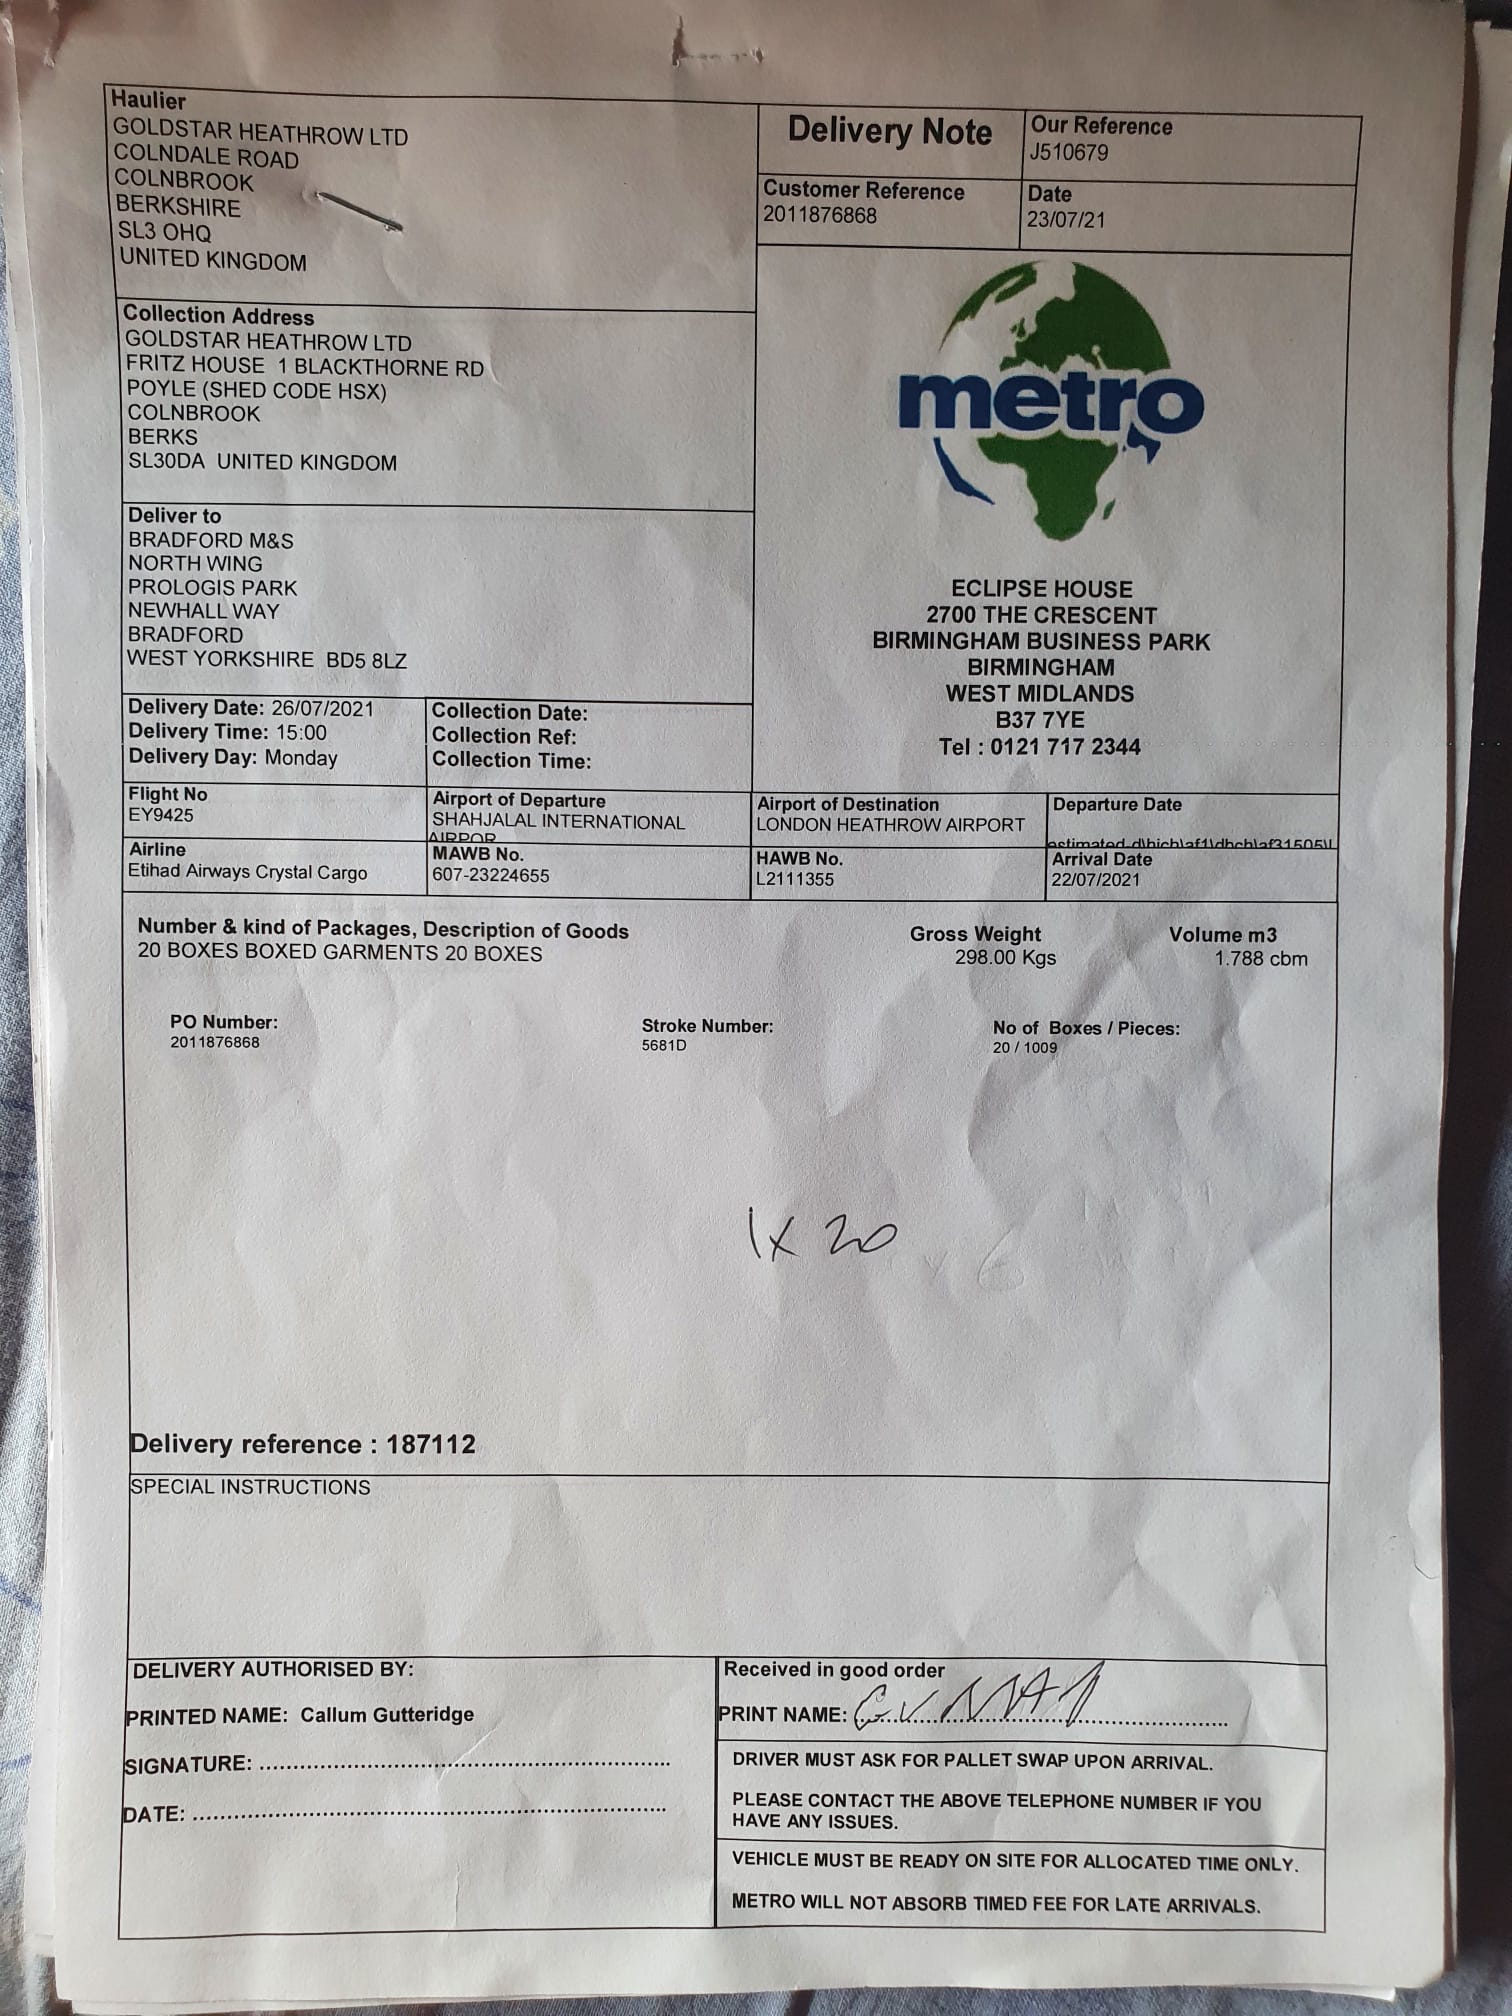 Haulier
GOLDSTAR HEATHROW LTD
COLNDALE ROAD
COLNBROOK
BERKSHIRE
SL3 OHQ
UNITED KINGDOM
Delivery Note
Our Reference
J510679
Customer Reference
2011876868
Date
23/07/21
Collection Address
GOLDSTAR HEATHROW LTD
FRITZ HOUSE 1 BLACKTHORNE RD
POYLE (SHED CODE HSX)
COLNBROOK
BERKS
SL30DA UNITED KINGDOM
metro
Deliver to
BRADFORD M&S
NORTH WING
PROLOGIS PARK
NEWHALL WAY
BRADFORD
WEST YORKSHIRE BD5 8LZ
ECLIPSE HOUSE
2700 THE CRESCENT
BIRMINGHAM BUSINESS PARK
BIRMINGHAM
WEST MIDLANDS
B37 7YE
Tel : 0121 717 2344
Delivery Date: 26/07/2021
Delivery Time: 15:00
Delivery Day: Monday
Collection Date:
Collection Ref:
Collection Time:
Flight No
EY9425
Airport of Departure
SHAHJALAL INTERNATIONAL
AIRPOR
Airport of Destination
LONDON HEATHROW AIRPORT
Departure Date
estimated
Airline
Etihad Airways Crystal Cargo
MAWB No.
607-23224655
HAWB No.
L2111355
Arrival Date
22/07/2021
Number & kind of Packages, Description of Goods
20 BOXES BOXED GARMENTS 20 BOXES
Gross Weight
298.00 Kgs
Volume m3
1.788 cbm
PO Number:
2011876868
Stroke Number:
5681D
No of Boxes / Pieces:
20 / 1009
1X 20
Delivery reference : 187112
SPECIAL INSTRUCTIONS
DELIVERY AUTHORISED BY:
PRINTED NAME: Callum Gutteridge
SIGNATURE:
DATE:
Received in good order
PRINT NAME:
DRIVER MUST ASK FOR PALLET SWAP UPON ARRIVAL.
PLEASE CONTACT THE ABOVE TELEPHONE NUMBER IF YOU
HAVE ANY ISSUES.
VEHICLE MUST BE READY ON SITE FOR ALLOCATED TIME ONLY.
METRO WILL NOT ABSORB TIMED FEE FOR LATE ARRIVALS.